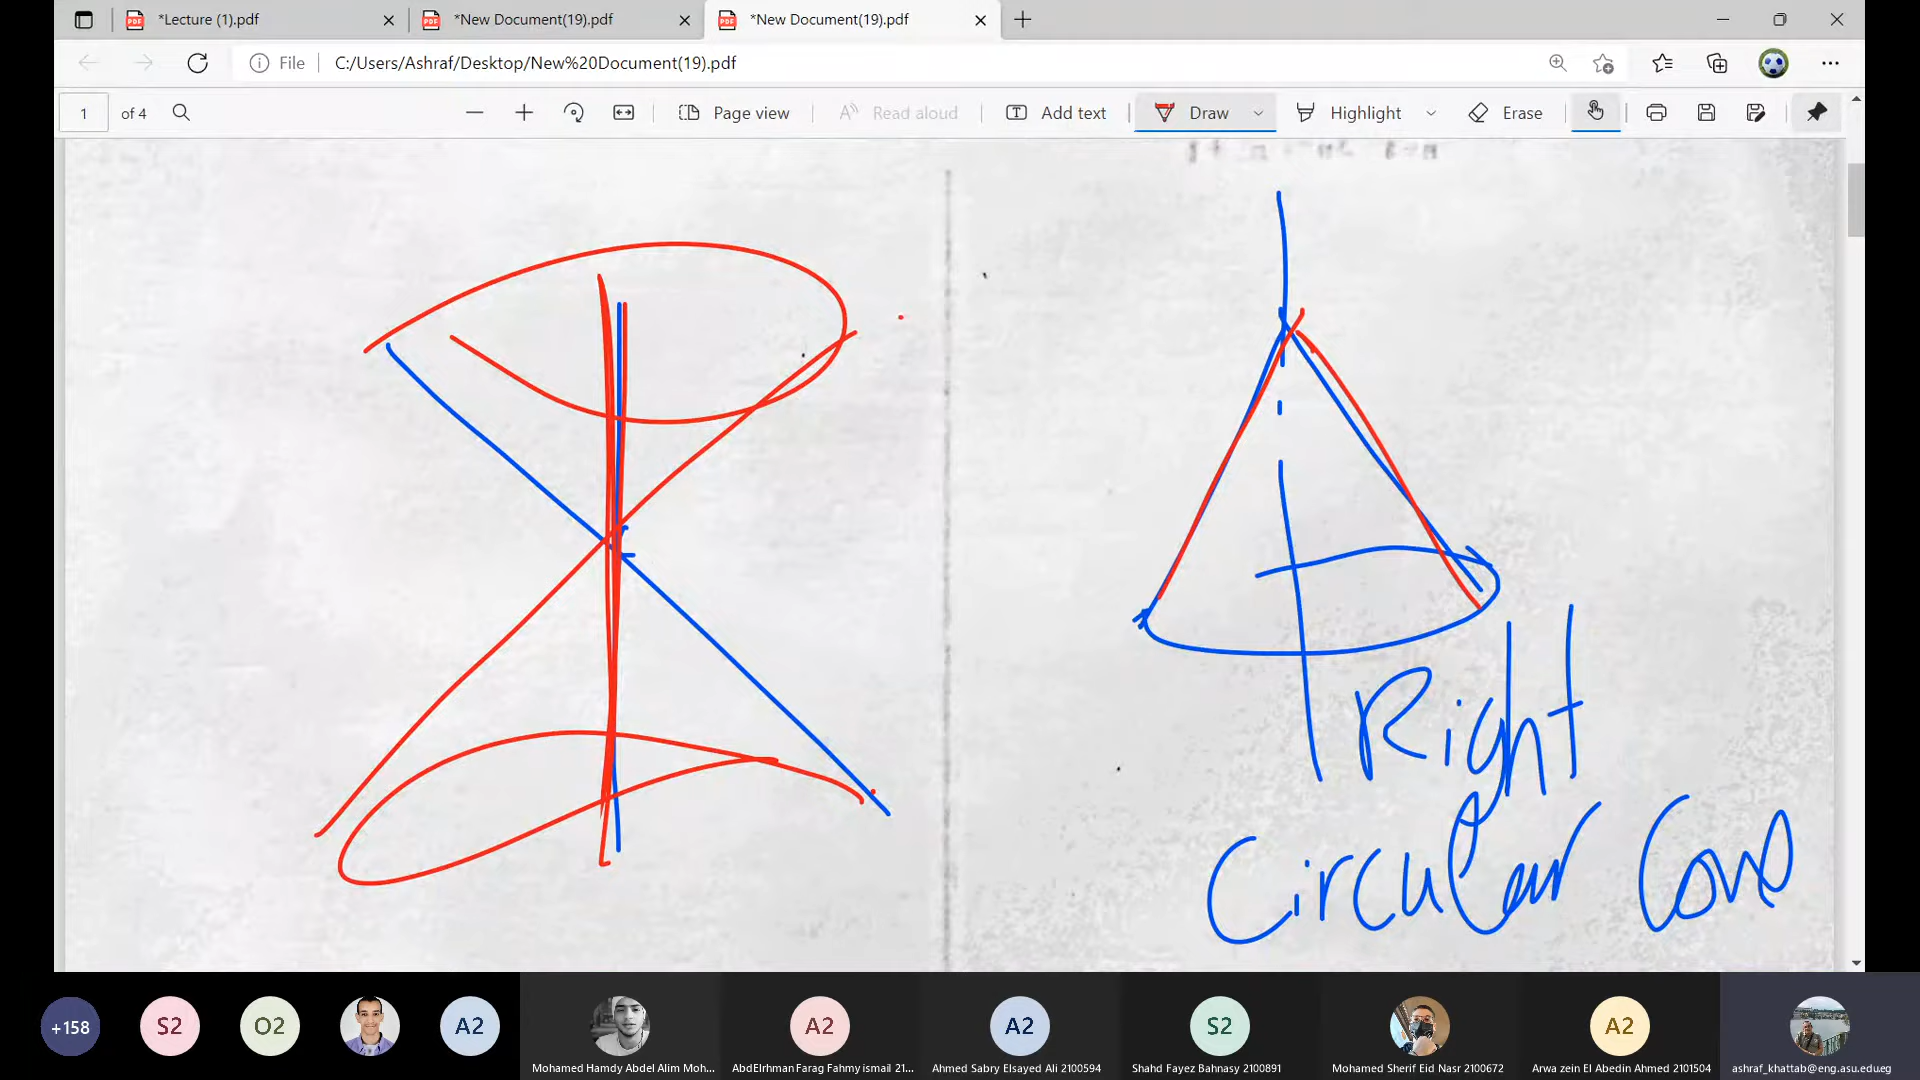 *Lecture (1).pdf
*New Document(19).pdf
*New Document(19).pdf
File
C:/Users/Ashraf/Desktop/New%20Document(19).pdf
1 of 4
Page view
Read aloud
Add text
Draw
Highlight
Erase
Right
Circular Cone
+158
S2
O2
A2
A2
A2
S2
A2
Mohamed Hamdy Abdel Alim Moh...
AbdElrhman Farag Fahmy ismail 21...
Ahmed Sabry Elsayed Ali 2100594
Shahd Fayez Bahnasy 2100891
Mohamed Sherif Eid Nasr 2100672
Arwa zein El Abedin Ahmed 2101504
ashraf_khattab@eng.asu.edu.eg